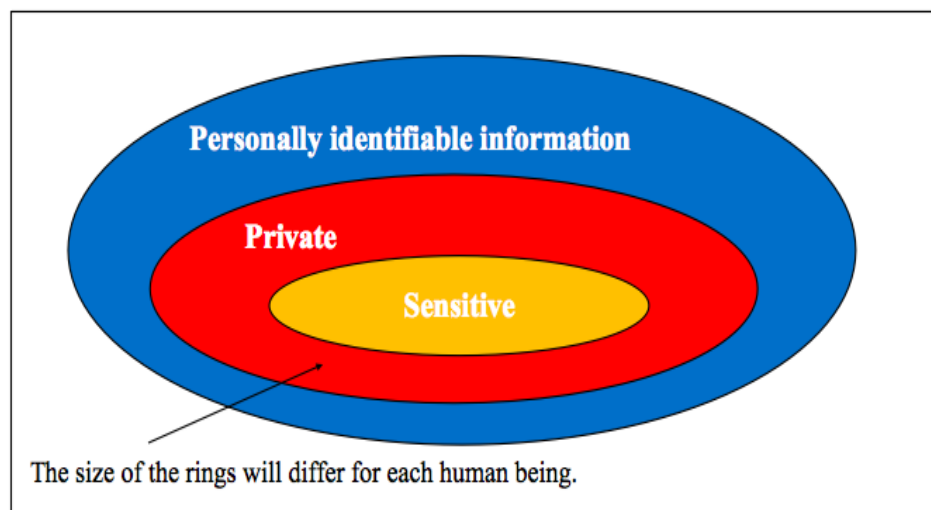 Personally identifiable information
Private
Sensitive
The size of the rings will differ for each human being.